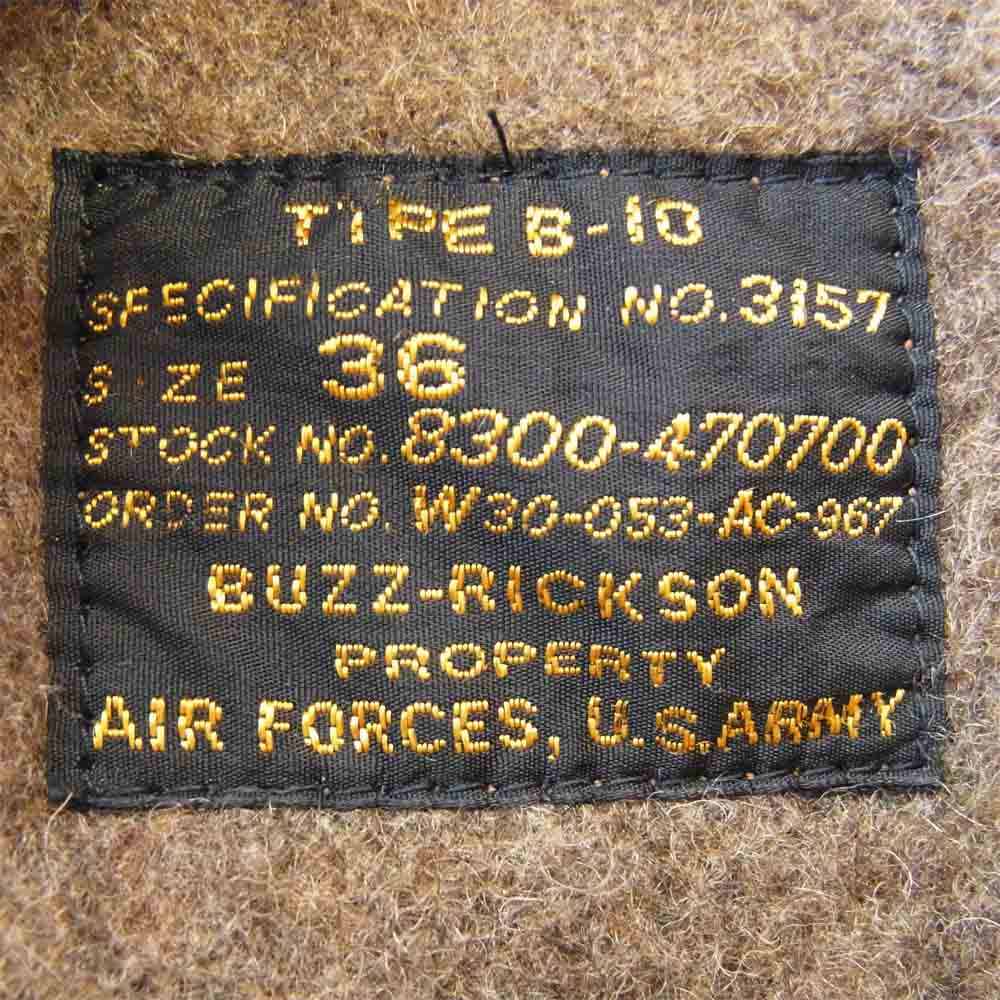 TYPE B-10
SPECIFICATION NO. 3157
SIZE 36
STOCK NO. 8300-470700
ORDER NO. W30-053-AC-967
BUZZ-RICKSON
PROPERTY
AIR FORCES, U.S. ARMY